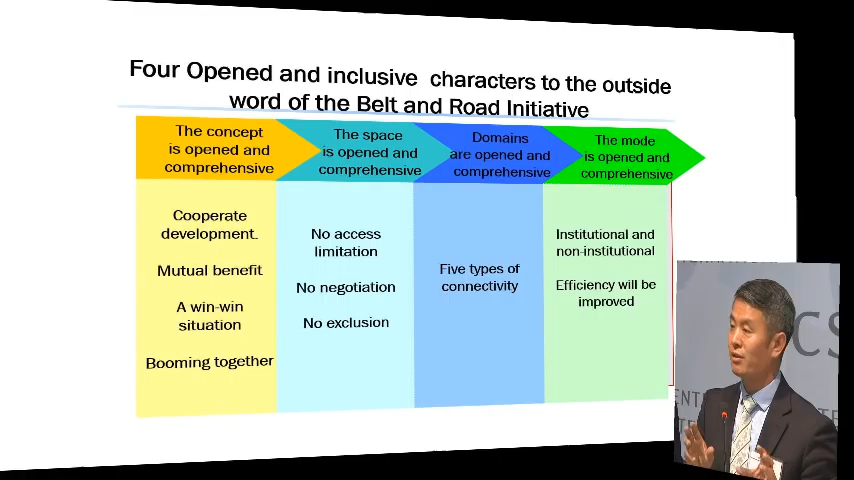 Four Opened and inclusive characters to the outside
word of the Belt and Road Initiative
The concept
is opened and
comprehensive
The space
is opened and
comprehensive
Domains
are opened and
comprehensive
The mode
is opened and
comprehensive
Cooperate
development.
Mutual benefit
A win-win
situation
Booming together
No access
limitation
No negotiation
No exclusion
Five types of
connectivity
Institutional and
non-institutional
Efficiency will be
improved
CS